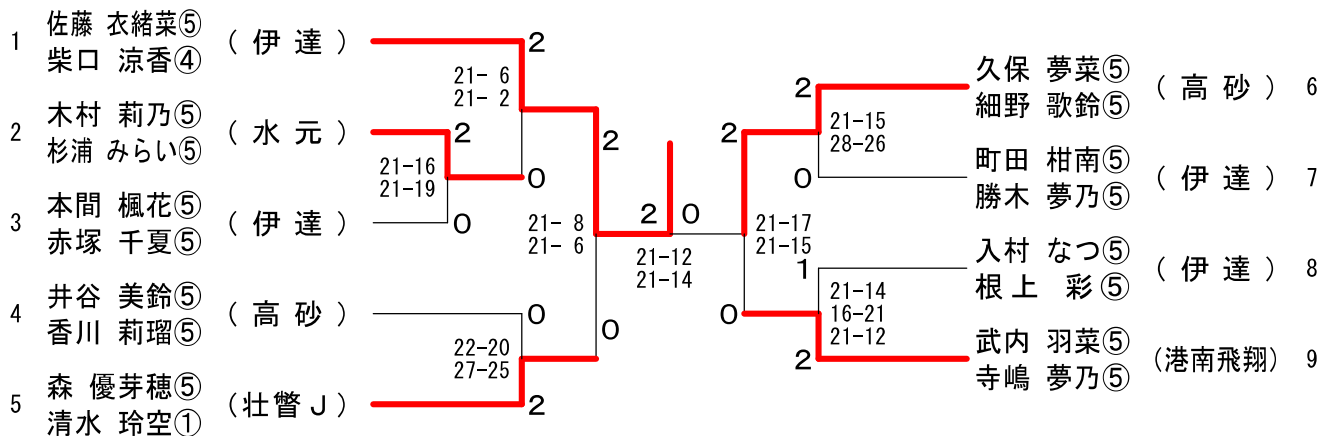 1 佐藤 衣緒菜⑤
柴口 涼香④
(伊達)
2
21- 6
21- 2
2 木村 莉乃⑤
杉浦 みらい⑤
(水元)
2
21-16
21-19
0
3 本間 楓花⑤
赤塚 千夏⑤
(伊達)
0
2
21- 8
21- 6
0
4 井谷 美鈴⑤
香川 莉瑠⑤
(高砂)
0
22-20
27-25
5 森 優芽穂⑤
清水 玲空①
(壮瞥J)
2
2 0
21-12
21-14
久保 夢菜⑤
細野 歌鈴⑤
(高砂) 6
2
21-15
28-26
町田 柑南⑤
勝木 夢乃⑤
(伊達) 7
0
2
21-17
21-15
0
入村 なつ⑤
根上 彩⑤
(伊達) 8
1
21-14
16-21
21-12
武内 羽菜⑤
寺嶋 夢乃⑤
(港南飛翔) 9
2